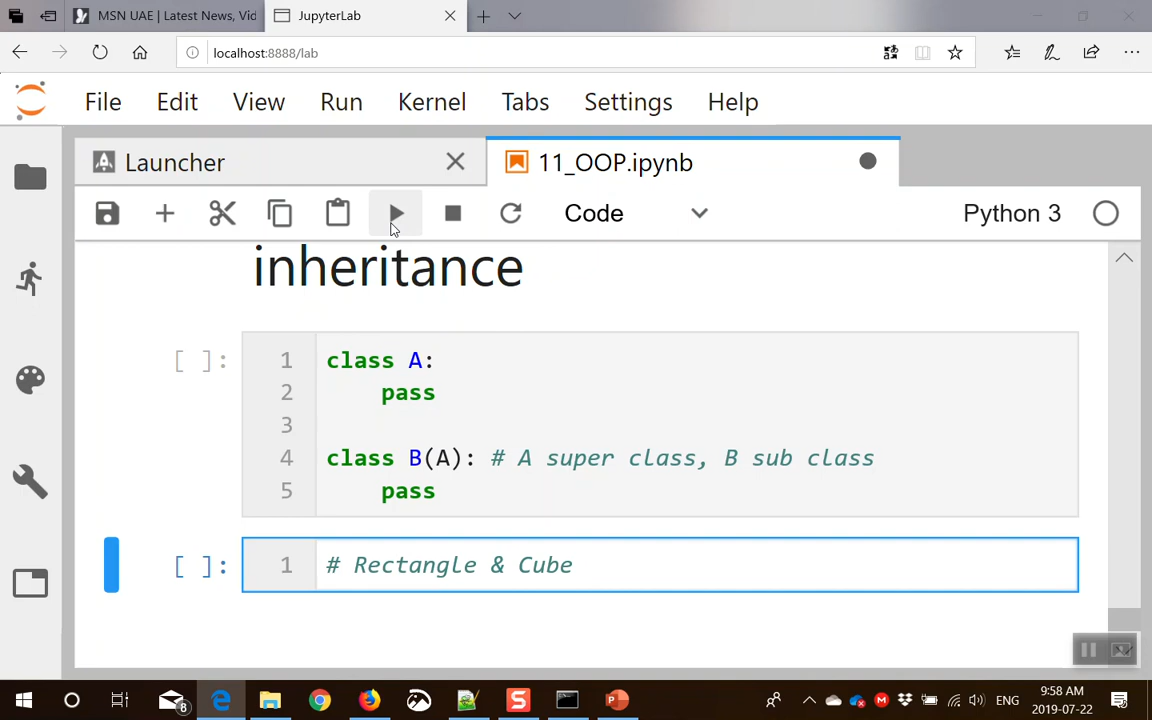 MSN UAE | Latest News, Vid
JupyterLab
localhost:8888/lab
File Edit View Run Kernel Tabs Settings Help
Launcher
11_OOP.ipynb
Code
Python 3
inheritance
[ ]:
1 class A:
2 pass
3
4 class B(A): # A super class, B sub class
5 pass
[ ]:
1 # Rectangle & Cube
8
ENG
9:58 AM
2019-07-22